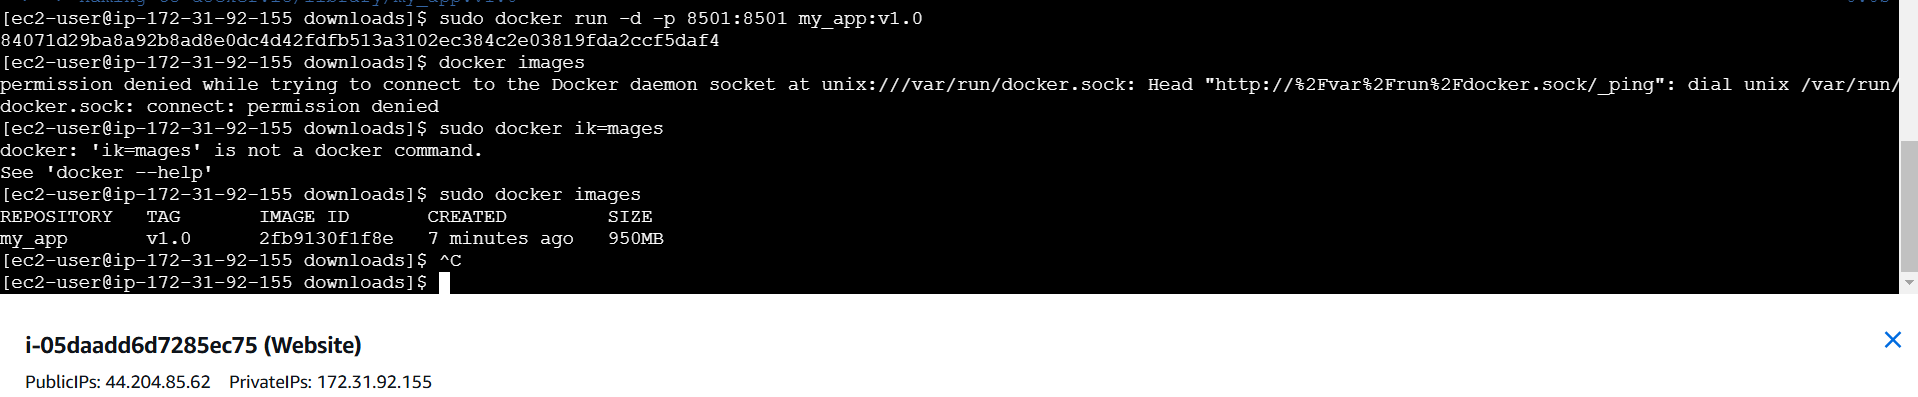 [ec2-user@ip-172-31-92-155 downloads]$ sudo docker run -d -p 8501:8501 my_app:v1.0
84071d29ba8a92b8ad8e0dc4d42fdfb513a3102ec384c2e03819fda2ccf5daf4
[ec2-user@ip-172-31-92-155 downloads]$ docker images
permission denied while trying to connect to the Docker daemon socket at unix:///var/run/docker.sock: Head "http://%2Fvar%2Frun%2Fdocker.sock/_ping": dial unix /var/run/
docker.sock: connect: permission denied
[ec2-user@ip-172-31-92-155 downloads]$ sudo docker ik=mages
docker: 'ik=mages' is not a docker command.
See 'docker --help'
[ec2-user@ip-172-31-92-155 downloads]$ sudo docker images
REPOSITORY TAG IMAGE ID CREATED SIZE
my_app v1.0 2fb9130f1f8e 7 minutes ago 950MB
[ec2-user@ip-172-31-92-155 downloads]$ ^C
[ec2-user@ip-172-31-92-155 downloads]$
i-05daadd6d7285ec75 (Website)
PublicIPs: 44.204.85.62 PrivateIPs: 172.31.92.155